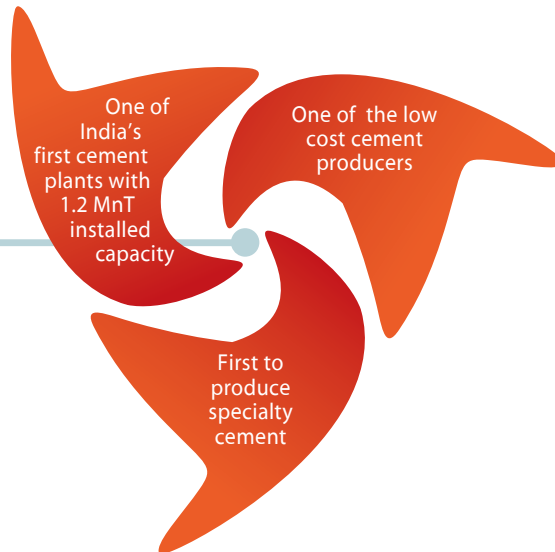 One of
India's
first cement
plants with
1.2 MnT
installed
capacity
One of the low
cost cement
producers
First to
produce
specialty
cement